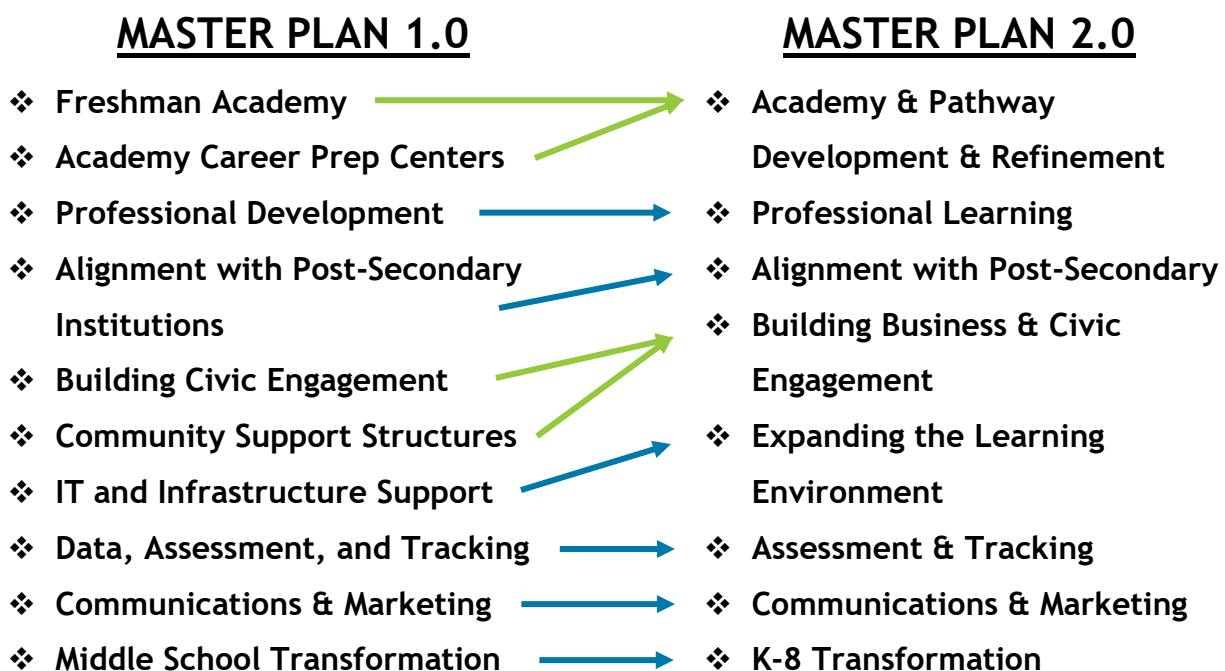 MASTER PLAN 1.0
❖ Freshman Academy
❖ Academy Career Prep Centers
❖ Professional Development
❖ Alignment with Post-Secondary
Institutions
❖ Building Civic Engagement
❖ Community Support Structures
❖ IT and Infrastructure Support
❖ Data, Assessment, and Tracking
❖ Communications & Marketing
❖ Middle School Transformation
MASTER PLAN 2.0
❖ Academy & Pathway
Development & Refinement
❖ Professional Learning
❖ Alignment with Post-Secondary
❖ Building Business & Civic
Engagement
❖ Expanding the Learning
Environment
❖ Assessment & Tracking
❖ Communications & Marketing
❖ K-8 Transformation